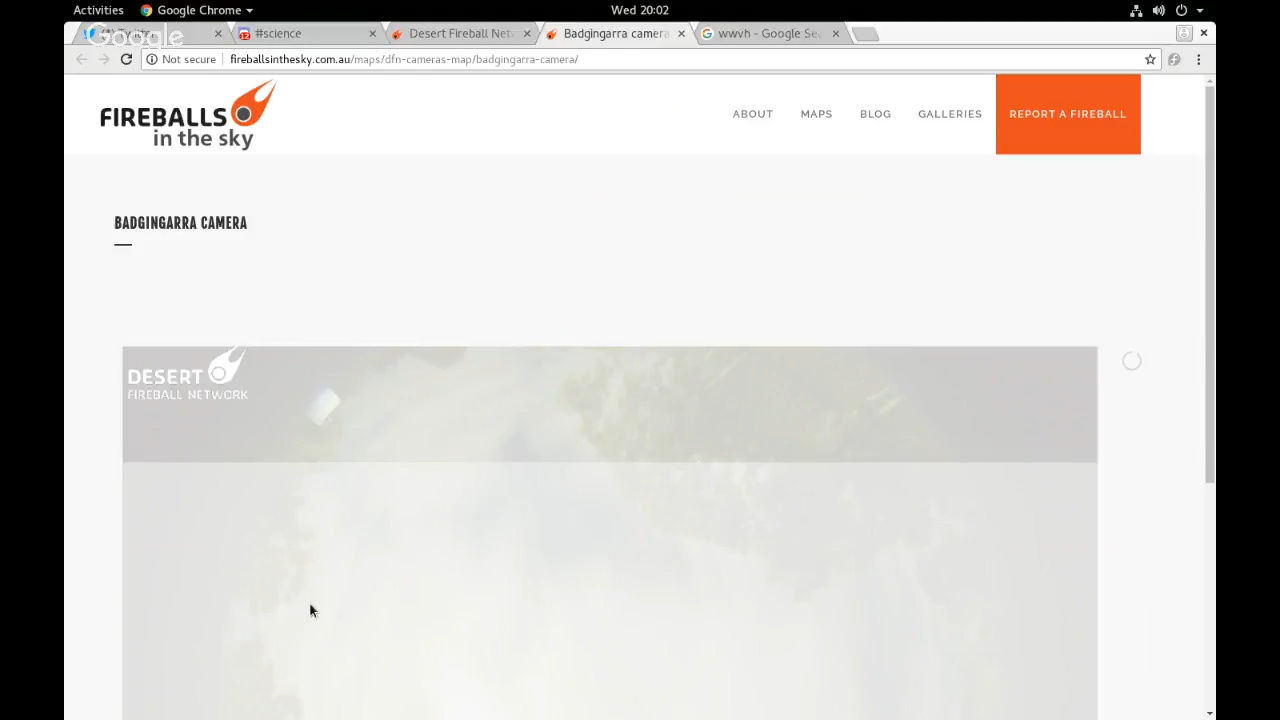 Activities Google Chrome Wed 20:02
Google
#science Desert Fireball Net Badgingarra camera wwvh - Google Se
Not secure fireballsinthesky.com.au/maps/dfn-cameras-map/badgingarra-camera/
FIREBALLS
in the sky
ABOUT MAPS BLOG GALLERIES REPORT A FIREBALL
BADGINGARRA CAMERA
DESERT
FIREBALL NETWORK